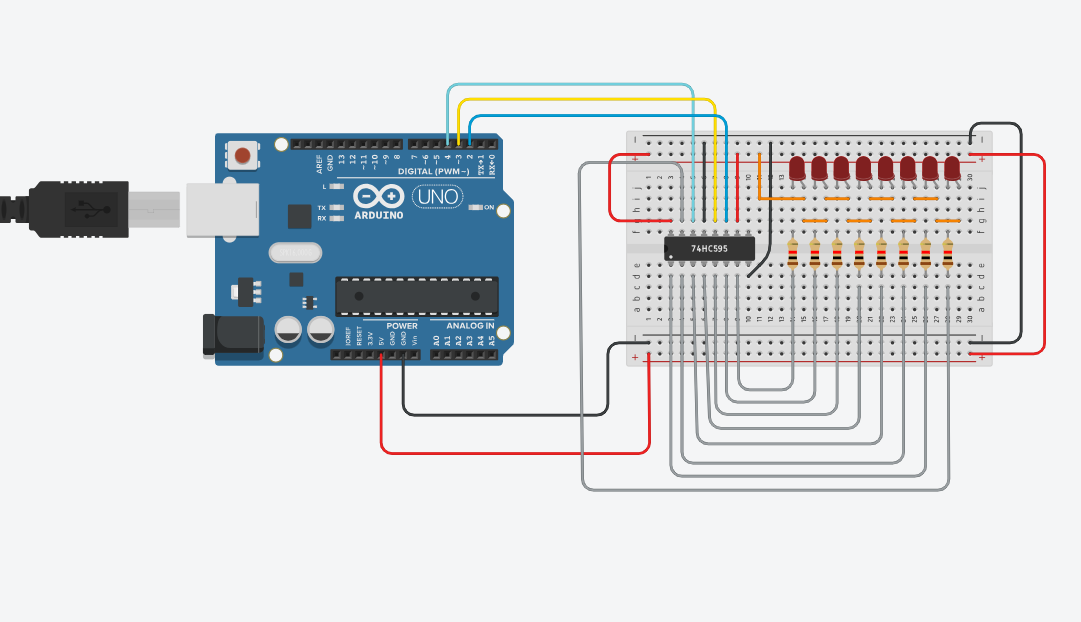 AREF
GND
13
12
~11
~10
~9
8
7
~6
~5
4
~3
2
TX→1
RX←0
DIGITAL (PWM~)
L
TX
RX
ARDUINO
UNO
ON
POWER
ANALOG IN
IOREF
RESET
3.3V
5V
GND
GND
Vin
A0
A1
A2
A3
A4
A5
74HC595
j
i
h
g
f
e
d
c
b
a
j
i
h
g
f
e
d
c
b
a